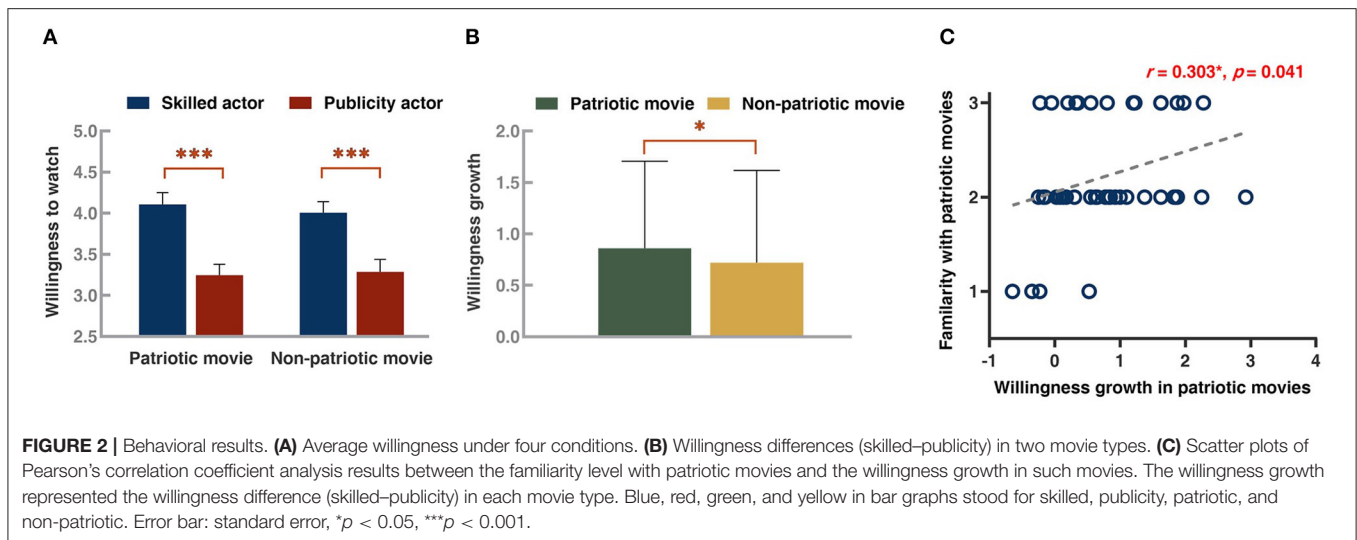 A
B
C
r = 0.303*, p = 0.041
Skilled actor Publicity actor
Patriotic movie Non-patriotic movie
Willingness to watch
5.0
4.5
4.0
3.5
3.0
2.5
***
***
Patriotic movie Non-patriotic movie
Willingness growth
2.0
1.5
1.0
0.5
0.0
*
Familiarity with patriotic movies
3
2
1
-1 0 1 2 3 4
Willingness growth in patriotic movies
FIGURE 2 | Behavioral results. (A) Average willingness under four conditions. (B) Willingness differences (skilled–publicity) in two movie types. (C) Scatter plots of
Pearson's correlation coefficient analysis results between the familiarity level with patriotic movies and the willingness growth in such movies. The willingness growth
represented the willingness difference (skilled–publicity) in each movie type. Blue, red, green, and yellow in bar graphs stood for skilled, publicity, patriotic, and
non-patriotic. Error bar: standard error, *p < 0.05, ***p < 0.001.